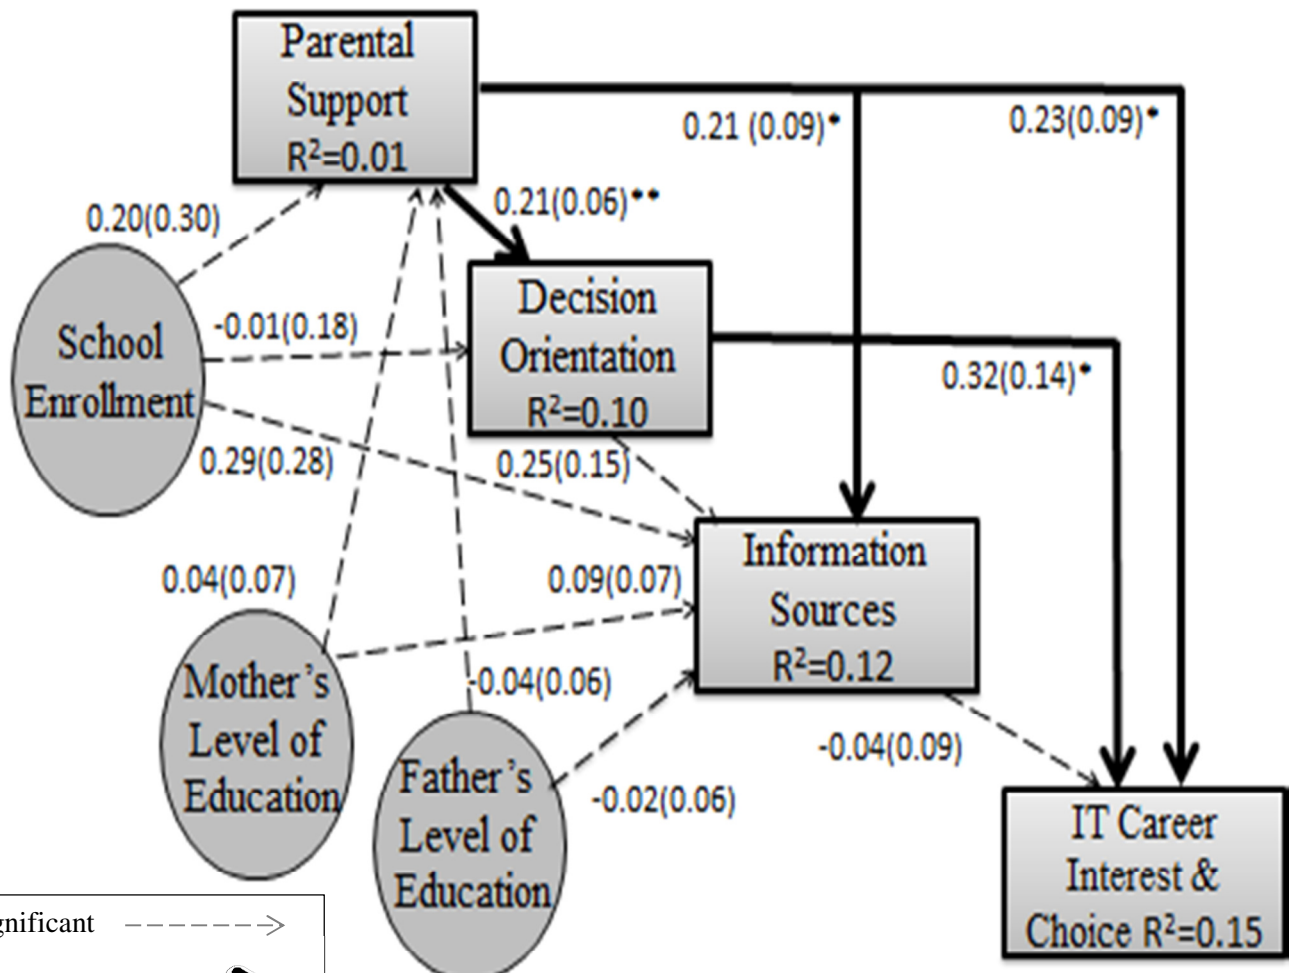 Parental
Support
R²=0.01
0.21 (0.09)*
0.23(0.09)*
0.20(0.30)
0.21(0.06)**
School
Enrollment
-0.01(0.18)
Decision
Orientation
R²=0.10
0.32(0.14)*
0.29(0.28)
0.25(0.15)
0.04(0.07)
0.09(0.07)
Information
Sources
R²=0.12
Mother's
Level of
Education
-0.04(0.06)
-0.02(0.06)
-0.04(0.09)
Father's
Level of
Education
IT Career
Interest &
Choice R²=0.15
gnificant